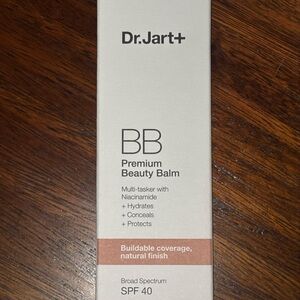 Dr.Jart+
BB
Premium
Beauty Balm
Multi-tasker with
Niacinamide
+ Hydrates
+ Conceals
+ Protects
Buildable coverage,
natural finish
Broad Spectrum
SPF 40